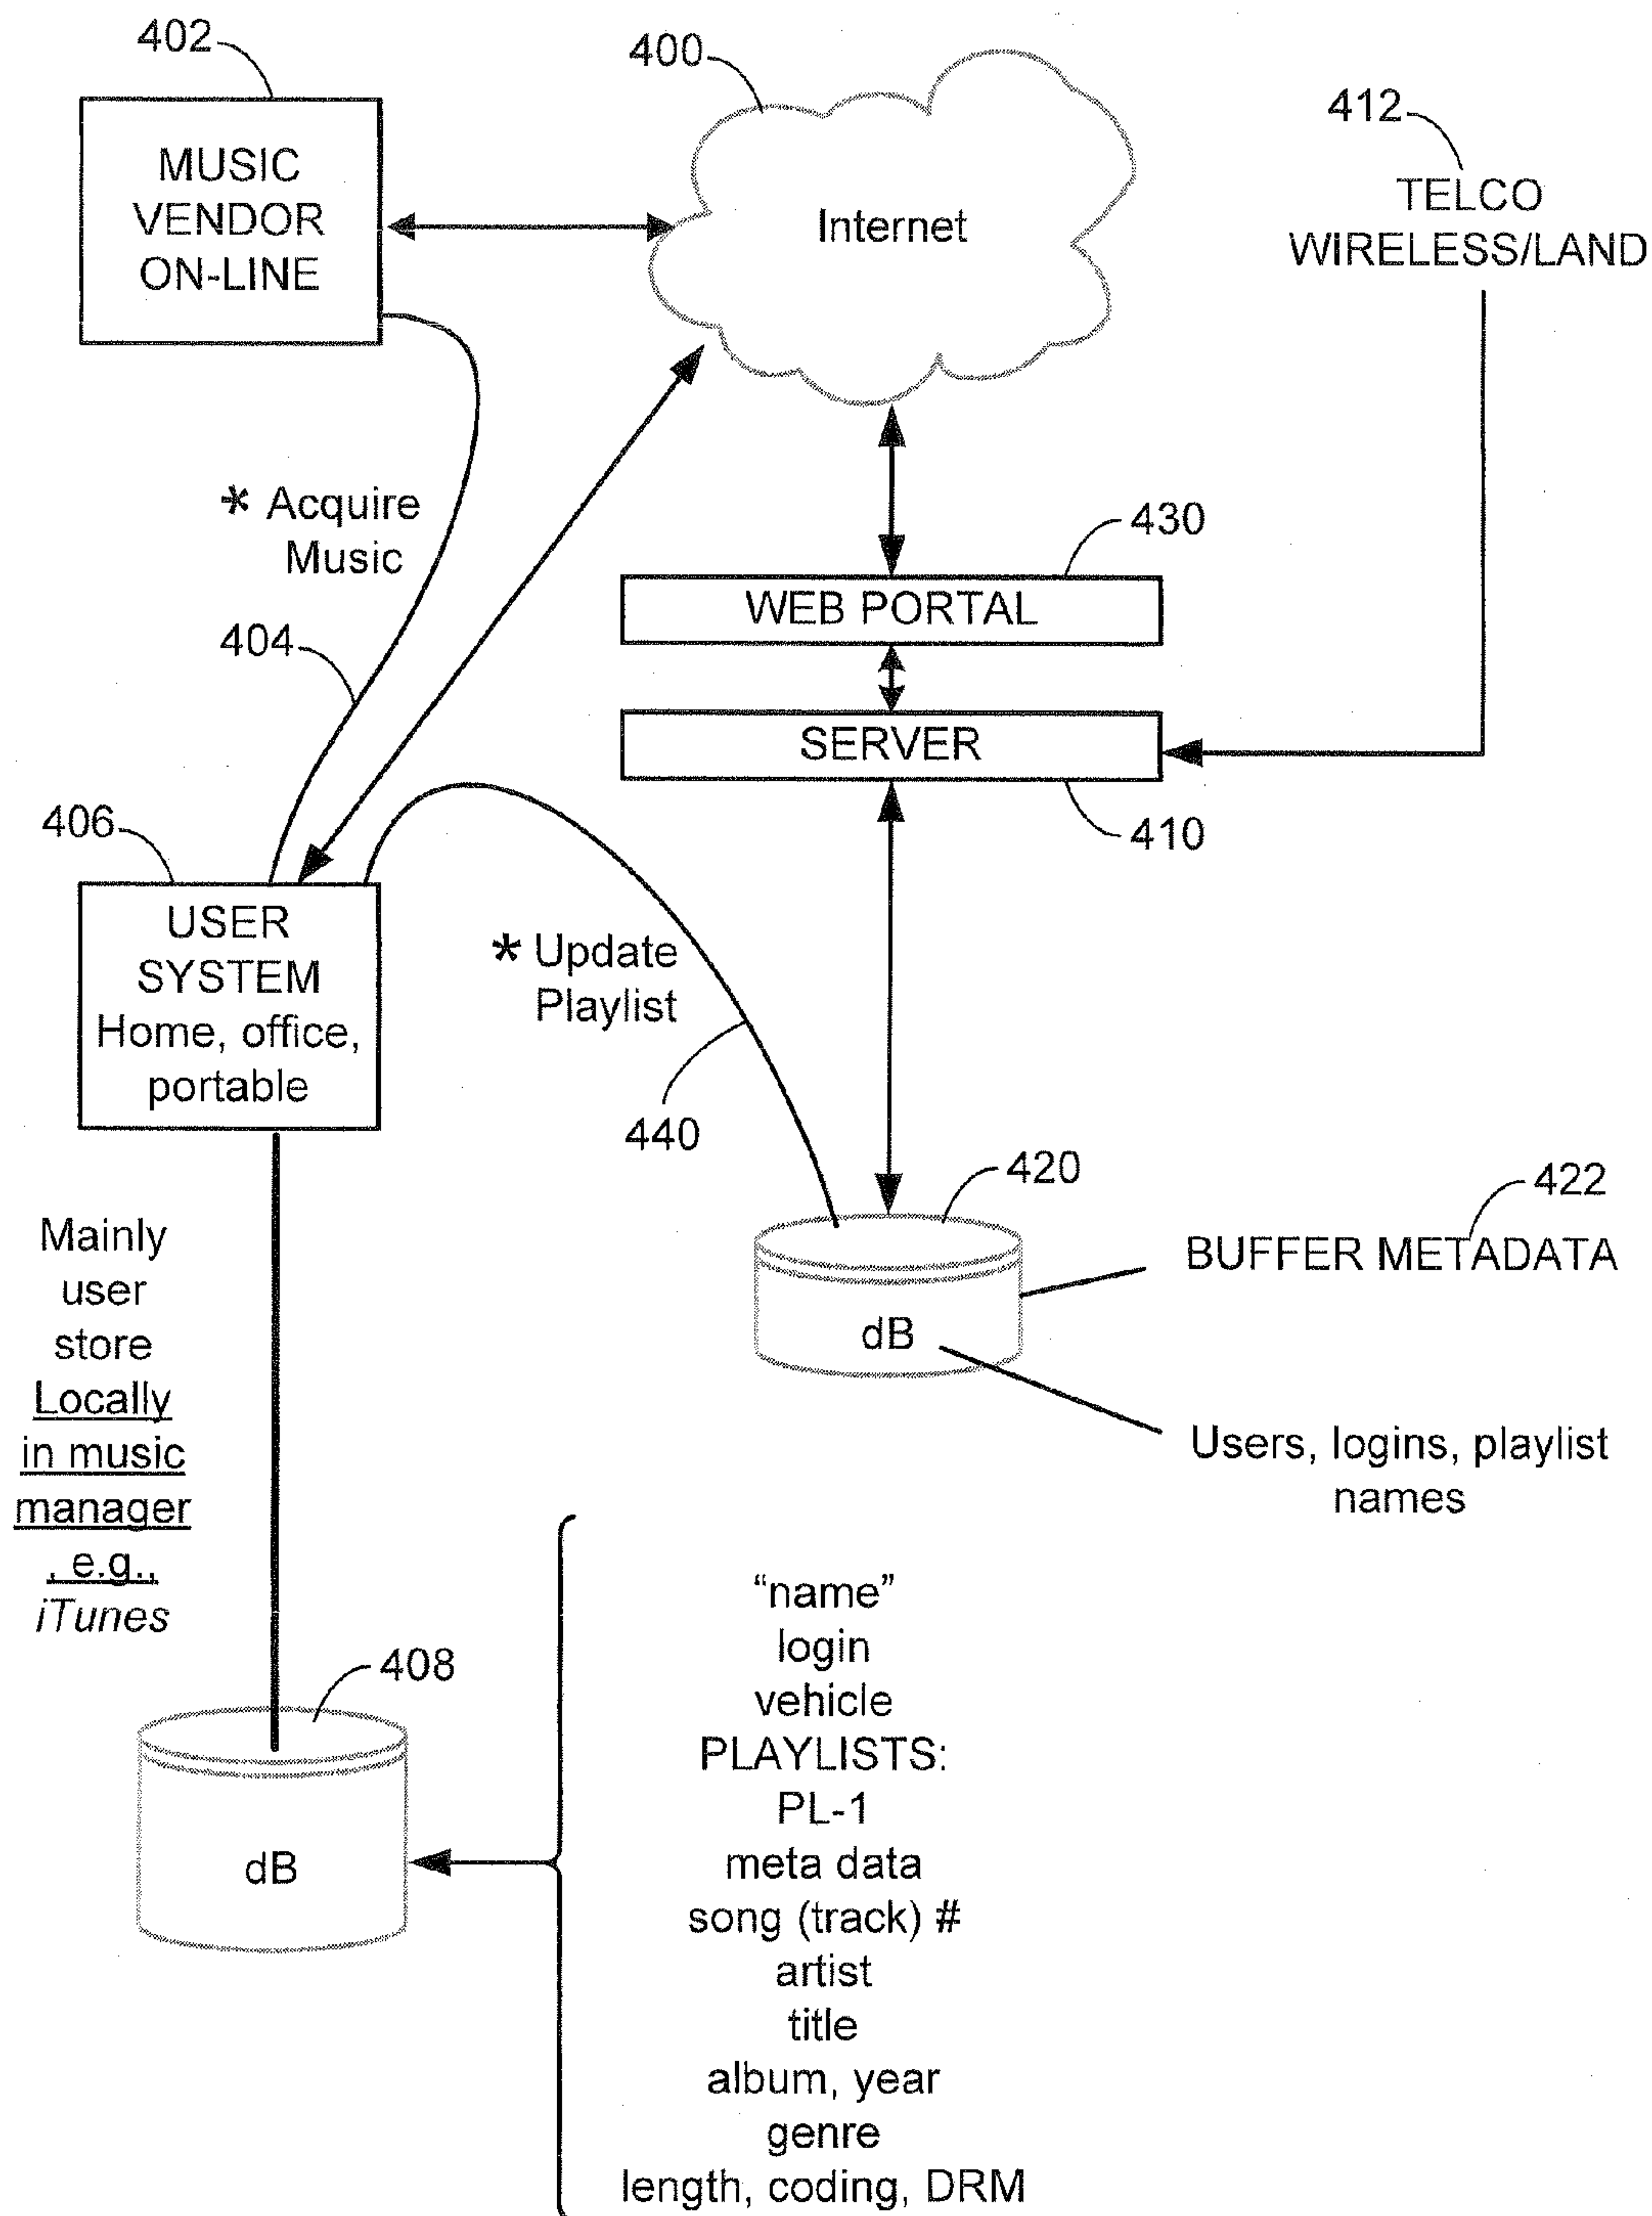 402
400
412
MUSIC
VENDOR
ON-LINE
Internet
TELCO
WIRELESS/LAND
* Acquire
Music
430
WEB PORTAL
404
SERVER
410
406
USER
SYSTEM
Home, office,
portable
* Update
Playlist
440
420
422
BUFFER METADATA
dB
Users, logins, playlist
names
Mainly
user
store
Locally
in music
manager
, e.g.,
iTunes
408
dB
“name”
login
vehicle
PLAYLISTS:
PL-1
meta data
song (track) #
artist
title
album, year
genre
length, coding, DRM